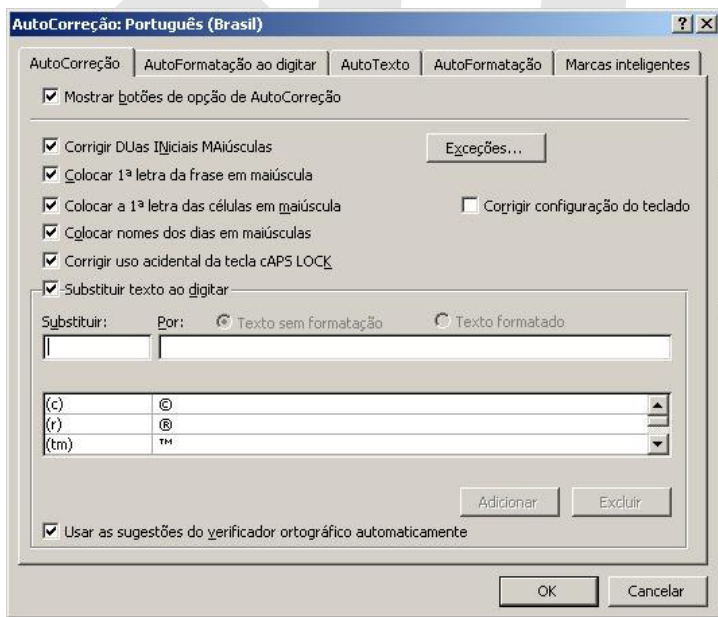 AutoCorreção: Português (Brasil)
AutoCorreção AutoFormatação ao digitar AutoTexto AutoFormatação Marcas inteligentes
Mostrar botões de opção de AutoCorreção
Corrigir DUas INiciais MAiúsculas Exceções...
Colocar 1ª letra da frase em maiúscula
Colocar a 1ª letra das células em maiúscula Corrigir configuração do teclado
Colocar nomes dos dias em maiúsculas
Corrigir uso acidental da tecla cAPS LOCK
Substituir texto ao digitar
Substituir: Por: Texto sem formatação Texto formatado
(c) ©
(r) ®
(tm) ™
Adicionar Excluir
Usar as sugestões do verificador ortográfico automaticamente
OK Cancelar